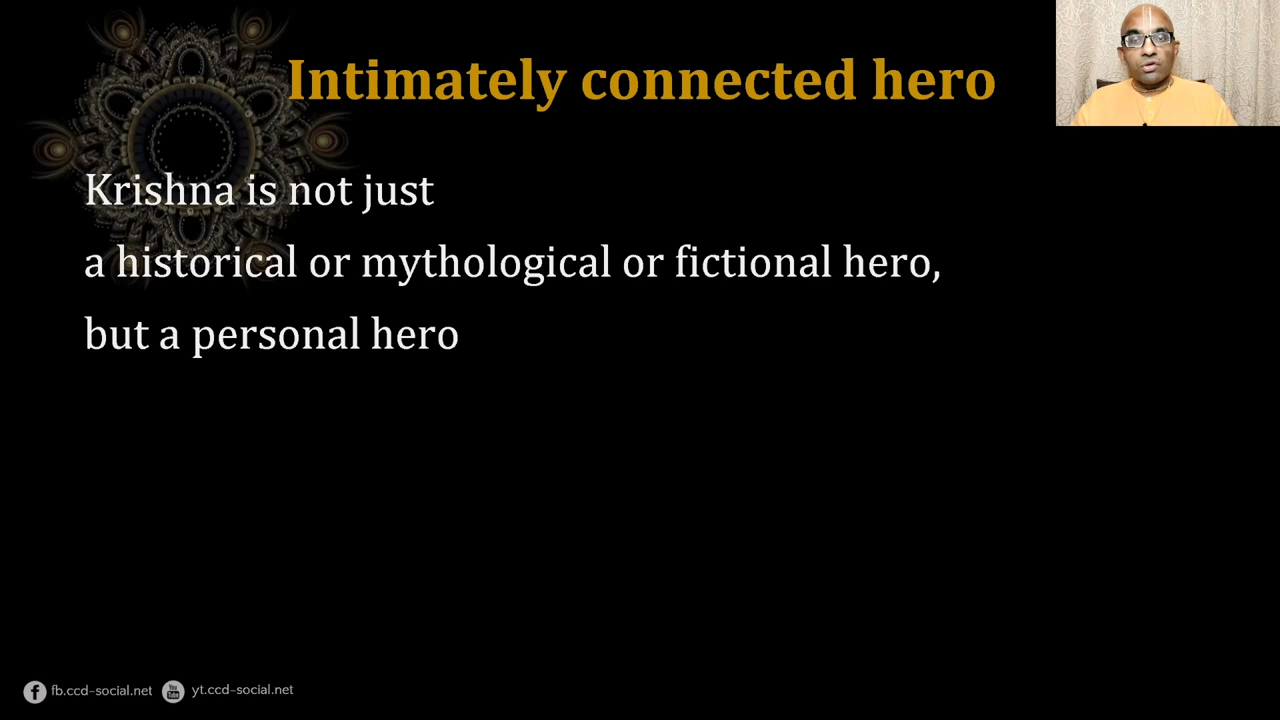 Intimately connected hero
Krishna is not just
a historical or mythological or fictional hero,
but a personal hero
fb.ccd-social.net yt.ccd-social.net